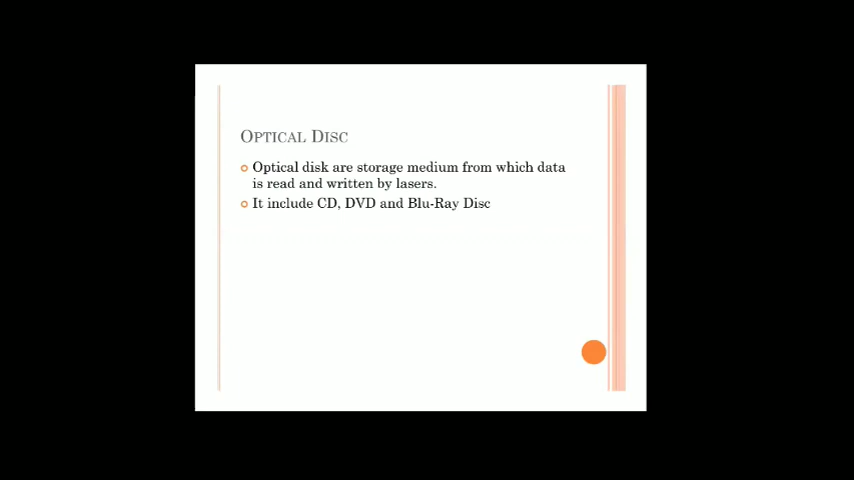 Optical Disc
Optical disk are storage medium from which data
is read and written by lasers.
It include CD, DVD and Blu-Ray Disc